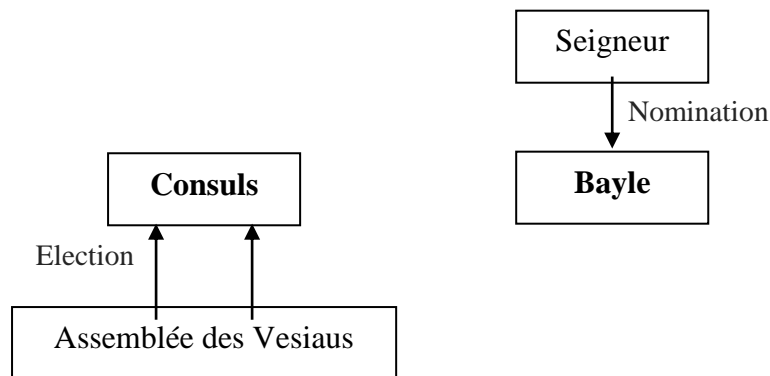 Seigneur
Nomination
Bayle
Consuls
Election
Assemblée des Vesiaus